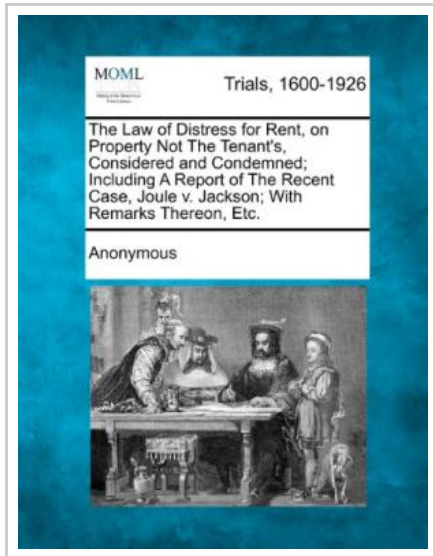 MOML
Trials, 1600-1926
The Law of Distress for Rent, on
Property Not The Tenant's,
Considered and Condemned;
Including A Report of The Recent
Case, Joule v. Jackson; With
Remarks Thereon, Etc.
Anonymous